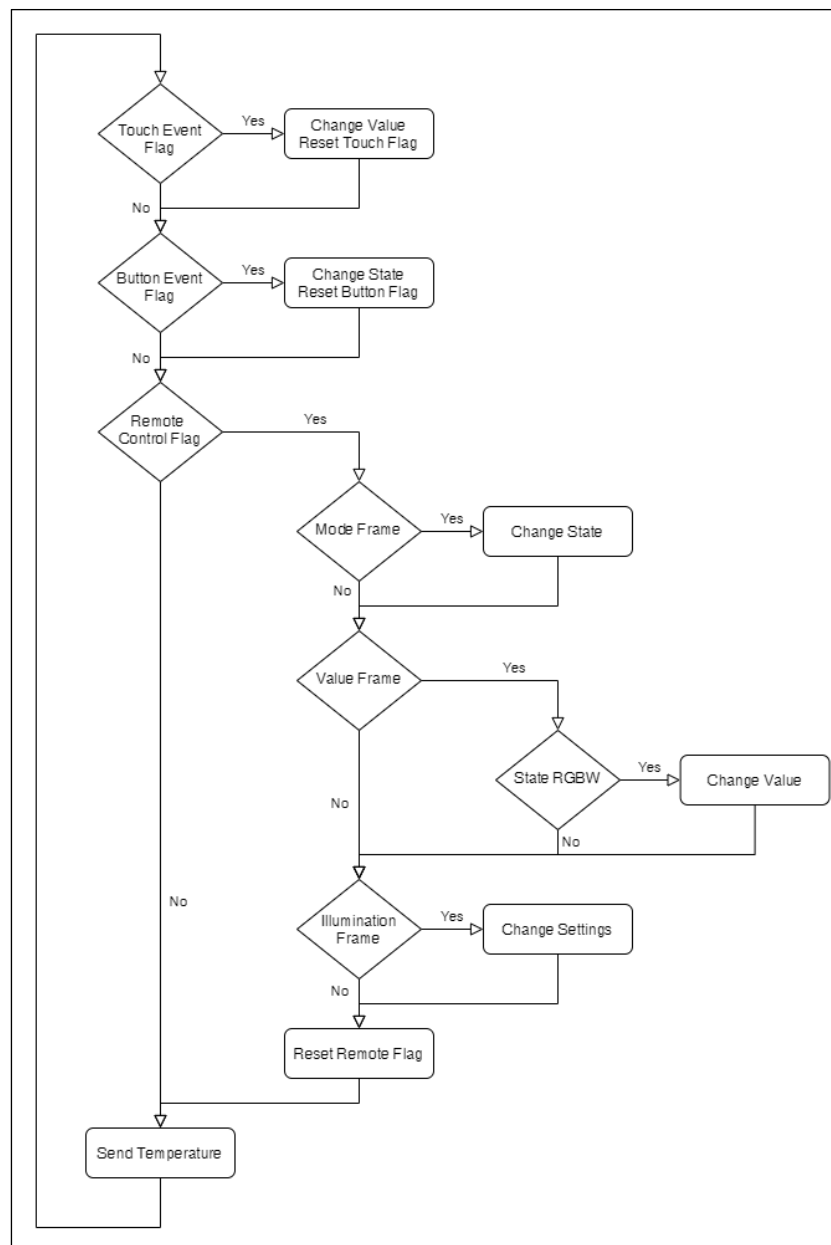 Touch Event
Flag
Yes
Change Value
Reset Touch Flag
No
Button Event
Flag
Yes
Change State
Reset Button Flag
No
Remote
Control Flag
Yes
Mode Frame
Yes
Change State
No
Value Frame
Yes
State RGBW
Yes
Change Value
No
No
No
Illumination
Frame
Yes
Change Settings
No
Reset Remote Flag
Send Temperature